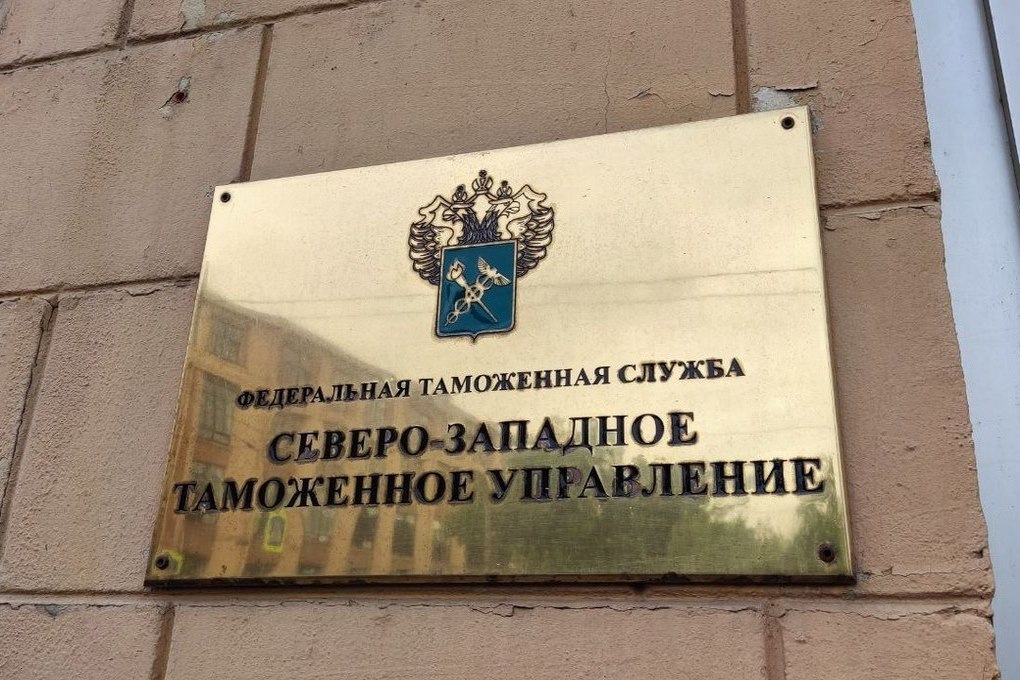 ФЕДЕРАЛЬНАЯ ТАМОЖЕННАЯ СЛУЖБА
СЕВЕРО-ЗАПАДНОЕ
ТАМОЖЕННОЕ УПРАВЛЕНИЕ